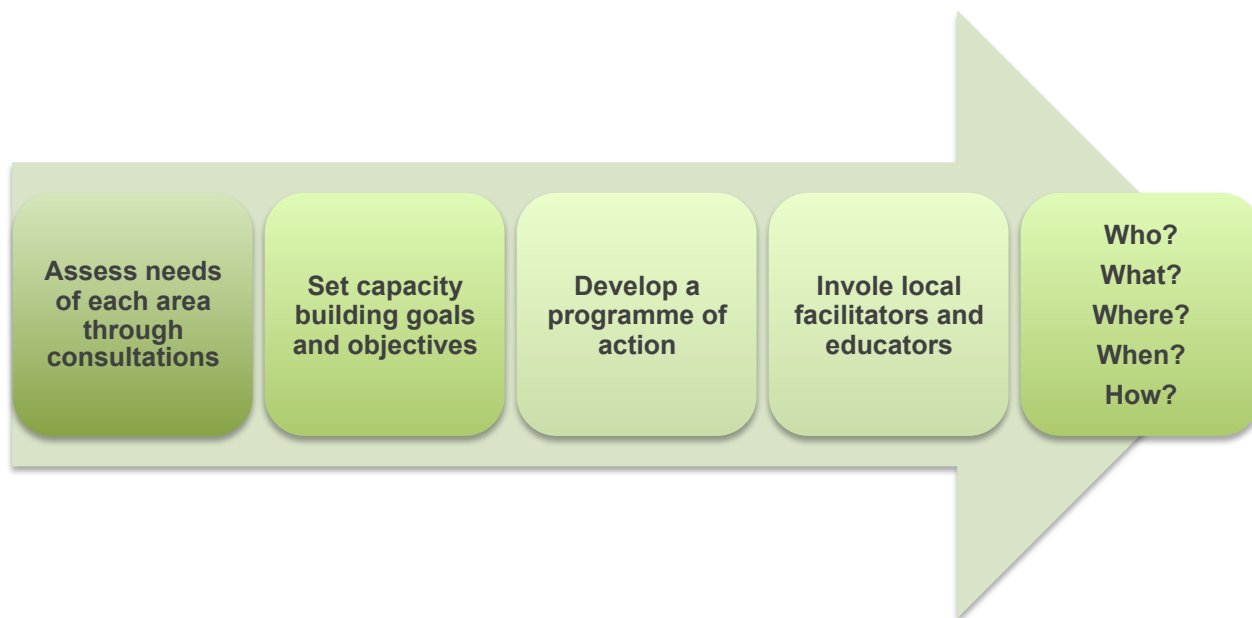 Assess needs
of each area
through
consultations
Set capacity
building goals
and objectives
Develop a
programme of
action
Invole local
facilitators and
educators
Who?
What?
Where?
When?
How?